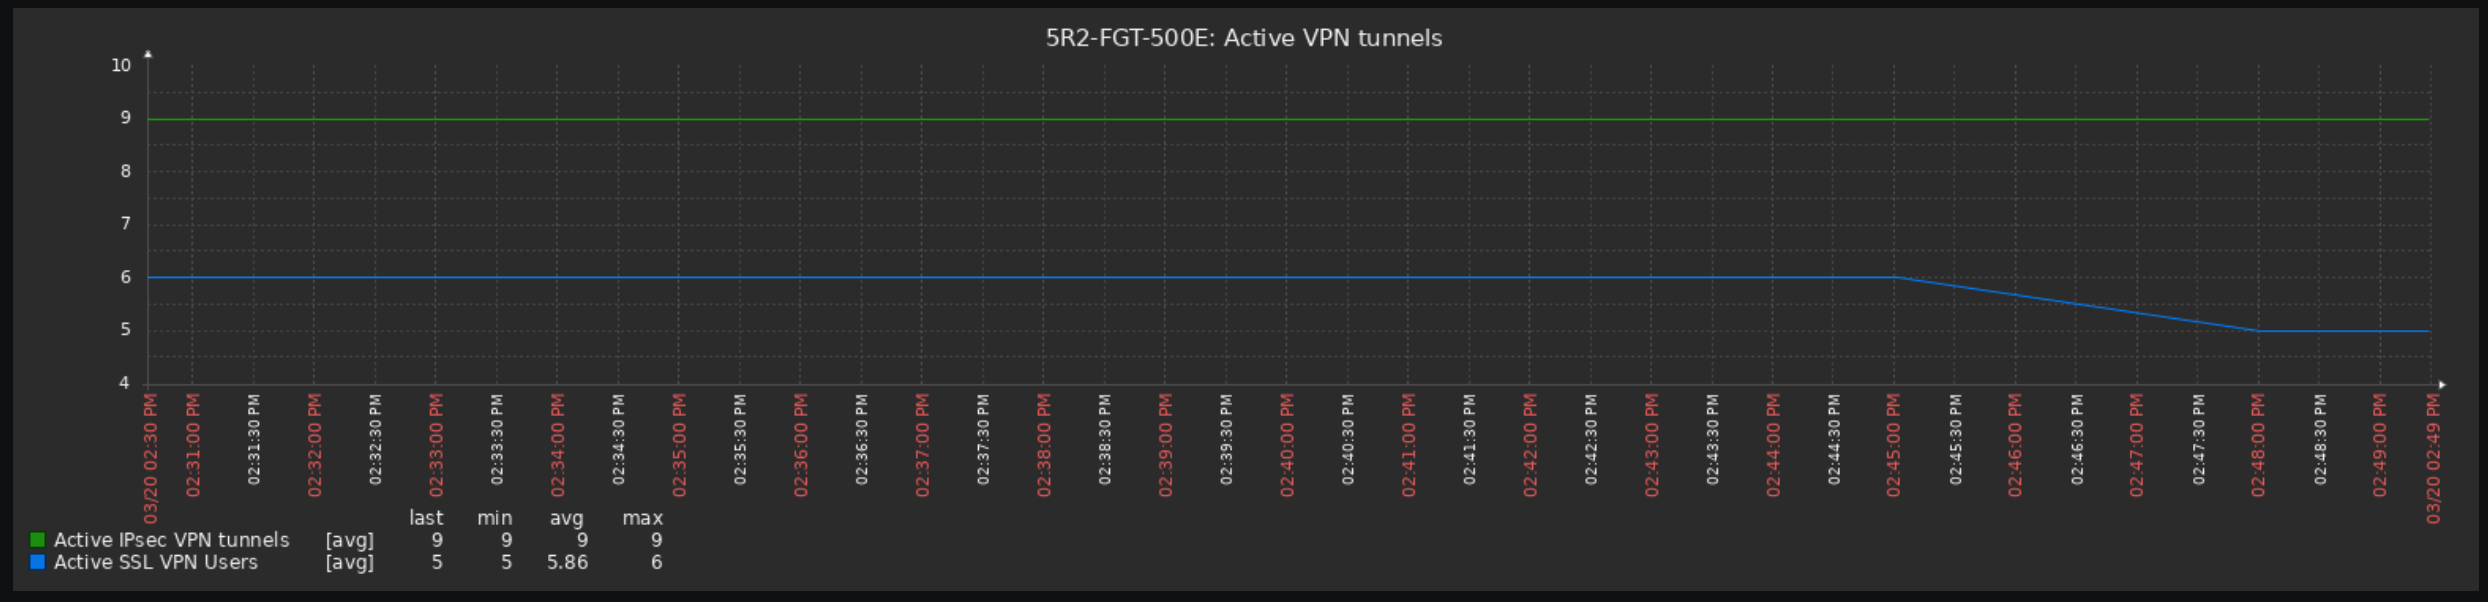 5R2-FGT-500E: Active VPN tunnels
10
9
8
7
6
5
4
03/20 02:30 PM
02:31:00 PM
02:31:30 PM
02:32:00 PM
02:32:30 PM
02:33:00 PM
02:33:30 PM
02:34:00 PM
02:34:30 PM
02:35:00 PM
02:35:30 PM
02:36:00 PM
02:36:30 PM
02:37:00 PM
02:37:30 PM
02:38:00 PM
02:38:30 PM
02:39:00 PM
02:39:30 PM
02:40:00 PM
02:40:30 PM
02:41:00 PM
02:41:30 PM
02:42:00 PM
02:42:30 PM
02:43:00 PM
02:43:30 PM
02:44:00 PM
02:44:30 PM
02:45:00 PM
02:45:30 PM
02:46:00 PM
02:46:30 PM
02:47:00 PM
02:47:30 PM
02:48:00 PM
02:48:30 PM
02:49:00 PM
03/20 02:49 PM
last min avg max
Active IPsec VPN tunnels [avg] 9 9 9 9
Active SSL VPN Users [avg] 5 5 5.86 6